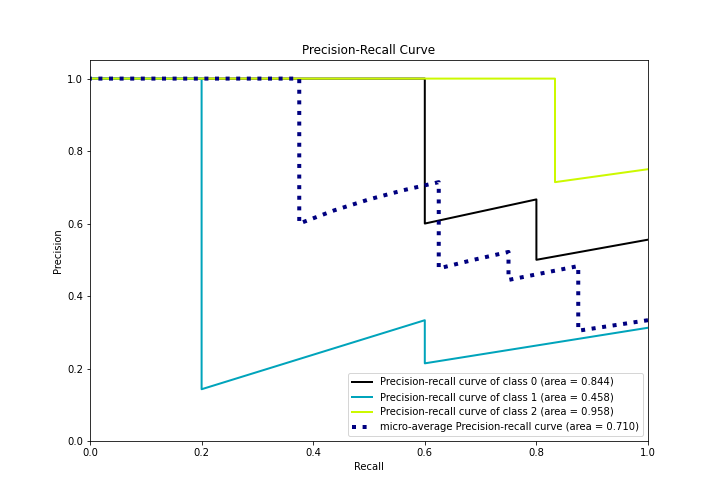 Precision-Recall Curve
1.0
0.8
0.6
0.4
0.2
0.0
Precision
0.0 0.2 0.4 0.6 0.8 1.0
Recall
Precision-recall curve of class 0 (area = 0.844)
Precision-recall curve of class 1 (area = 0.458)
Precision-recall curve of class 2 (area = 0.958)
micro-average Precision-recall curve (area = 0.710)